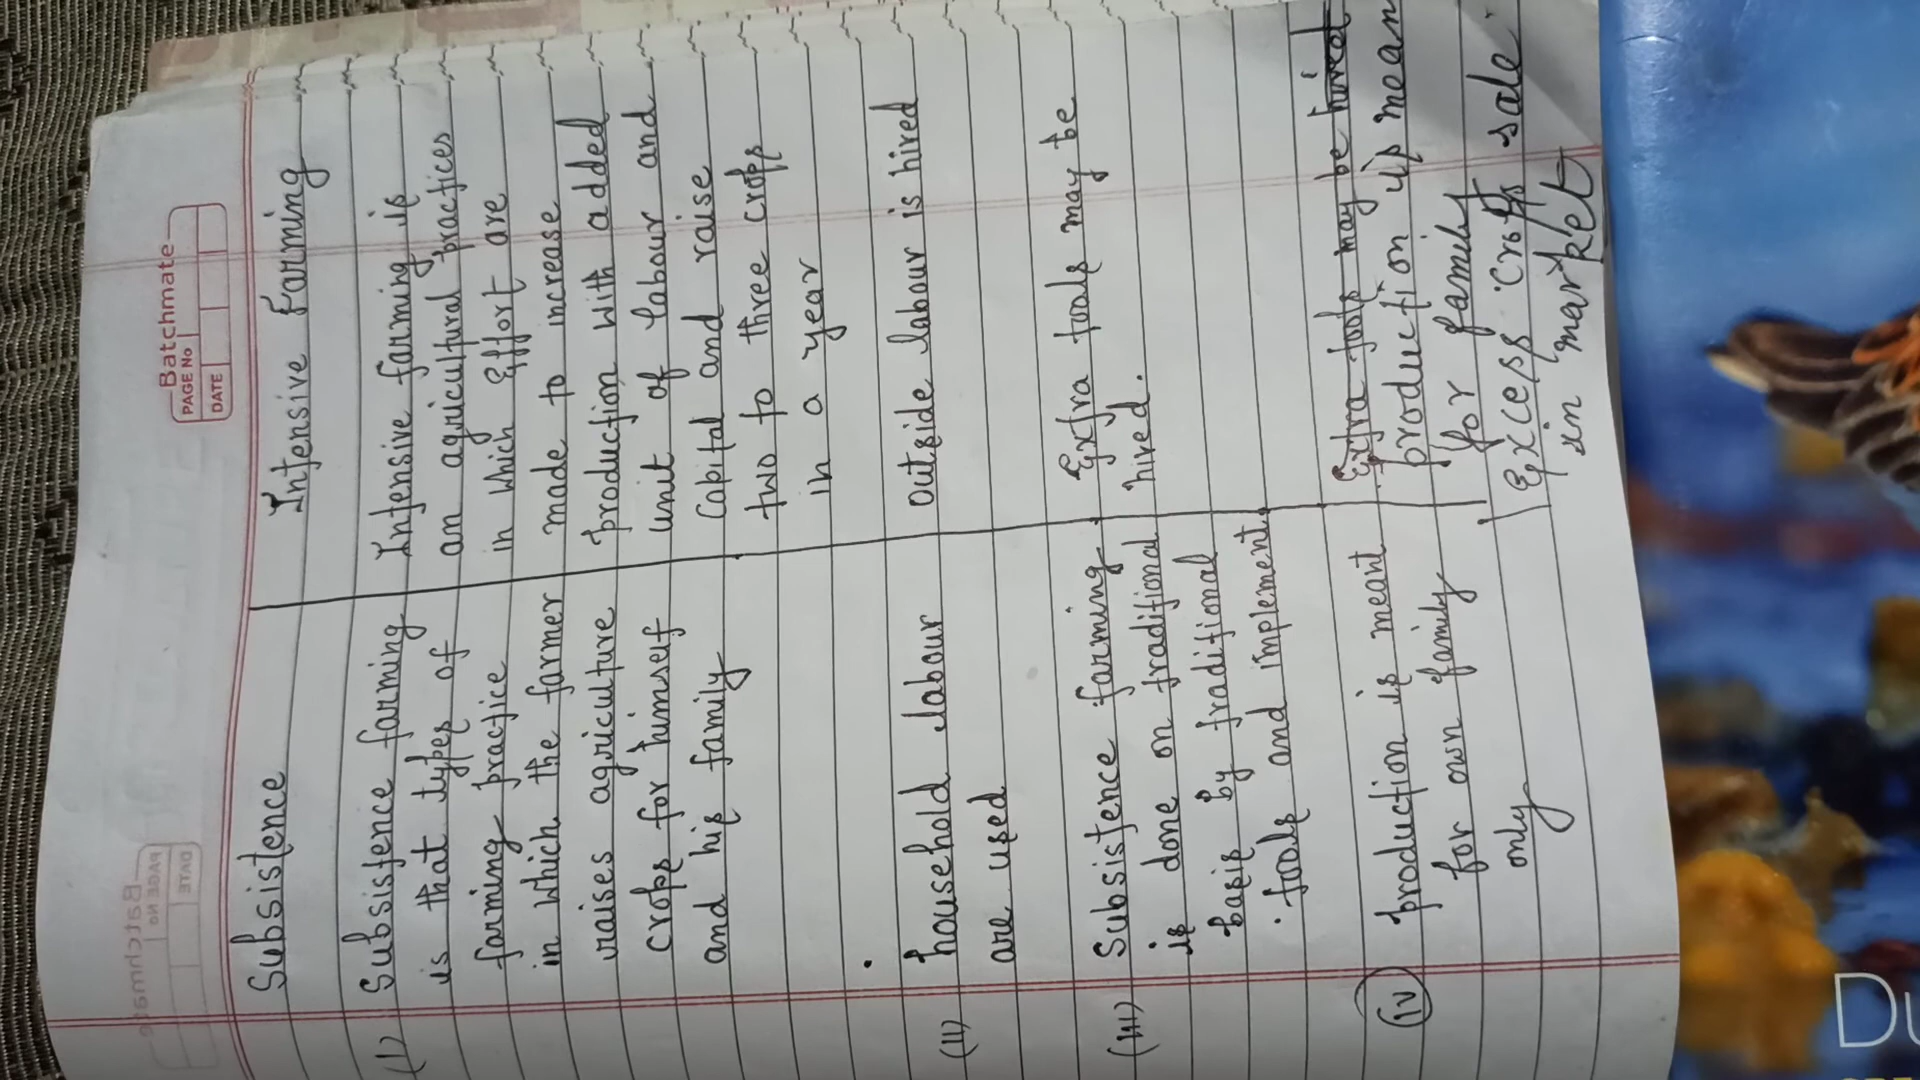 Batchmate
PAGE NO
DATE
Subsistence
Intensive farming
(I) Subsistence farming
is that types of
farming practice
in which the farmer
raises agriculture
crops for himself
and his family
Intensive farming is
an agricultural practices
in which Effort are
made to increase
production with added
unit of labour and
capital and raise
two to three crops
in a year
(II) household labour
are used
outside labour is hired
(III) Subsistence farming
is done on traditional
basis by traditional
tools and implement
Extra tools may be
hired.
(IV) production is meant
for own family
only
Extra tools may be hired
production is mean
for family
Excess crops sale
in market
Du